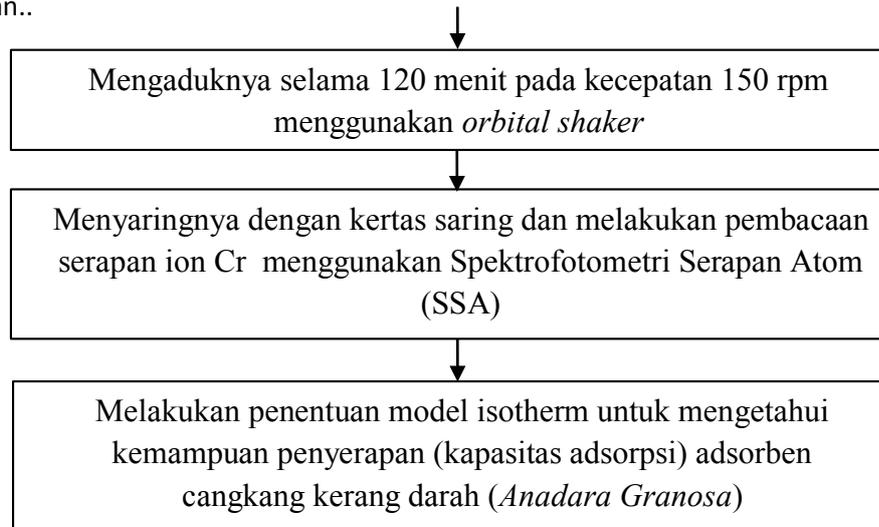 Mengaduknya selama 120 menit pada kecepatan 150 rpm
menggunakan orbital shaker
Menyaringnya dengan kertas saring dan melakukan pembacaan
serapan ion Cr menggunakan Spektrofotometri Serapan Atom
(SSA)
Melakukan penentuan model isotherm untuk mengetahui
kemampuan penyerapan (kapasitas adsorpsi) adsorben
cangkang kerang darah (Anadara Granosa)